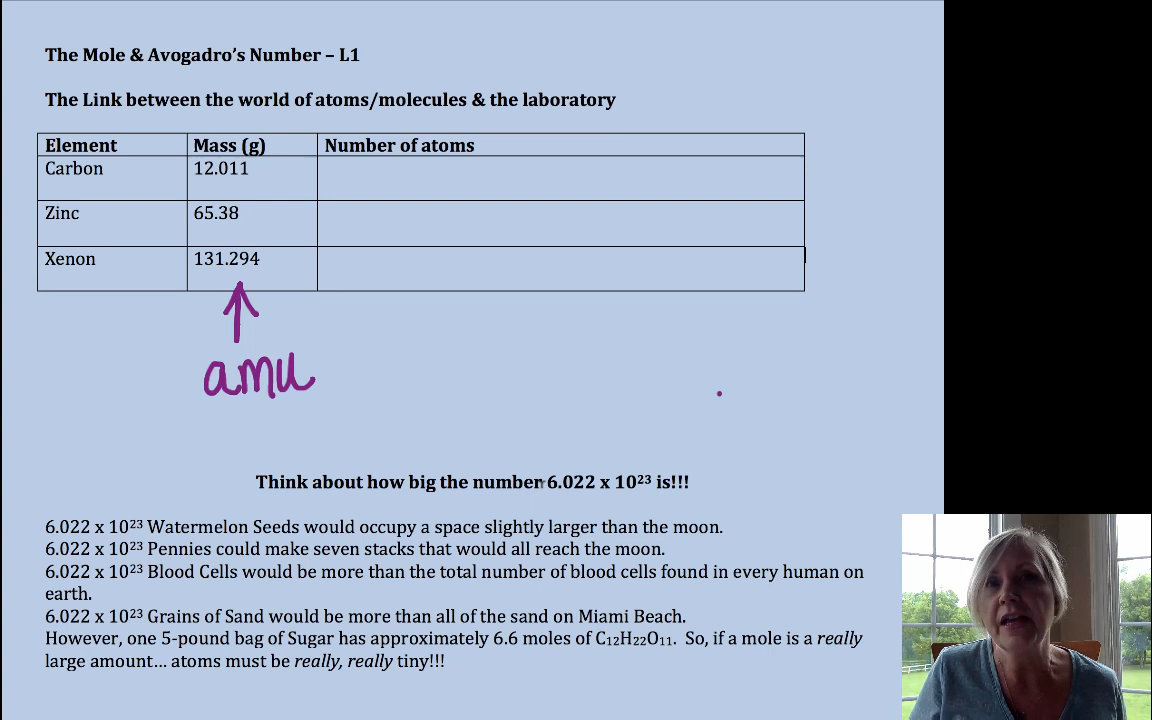 The Mole & Avogadro's Number – L1
The Link between the world of atoms/molecules & the laboratory
Element Mass (g) Number of atoms
Carbon 12.011
Zinc 65.38
Xenon 131.294
amu
Think about how big the number 6.022 x 10²³ is!!!
6.022 x 10²³ Watermelon Seeds would occupy a space slightly larger than the moon.
6.022 x 10²³ Pennies could make seven stacks that would all reach the moon.
6.022 x 10²³ Blood Cells would be more than the total number of blood cells found in every human on
earth.
6.022 x 10²³ Grains of Sand would be more than all of the sand on Miami Beach.
However, one 5-pound bag of Sugar has approximately 6.6 moles of C₁₂H₂₂O₁₁. So, if a mole is a really
large amount… atoms must be really, really tiny!!!